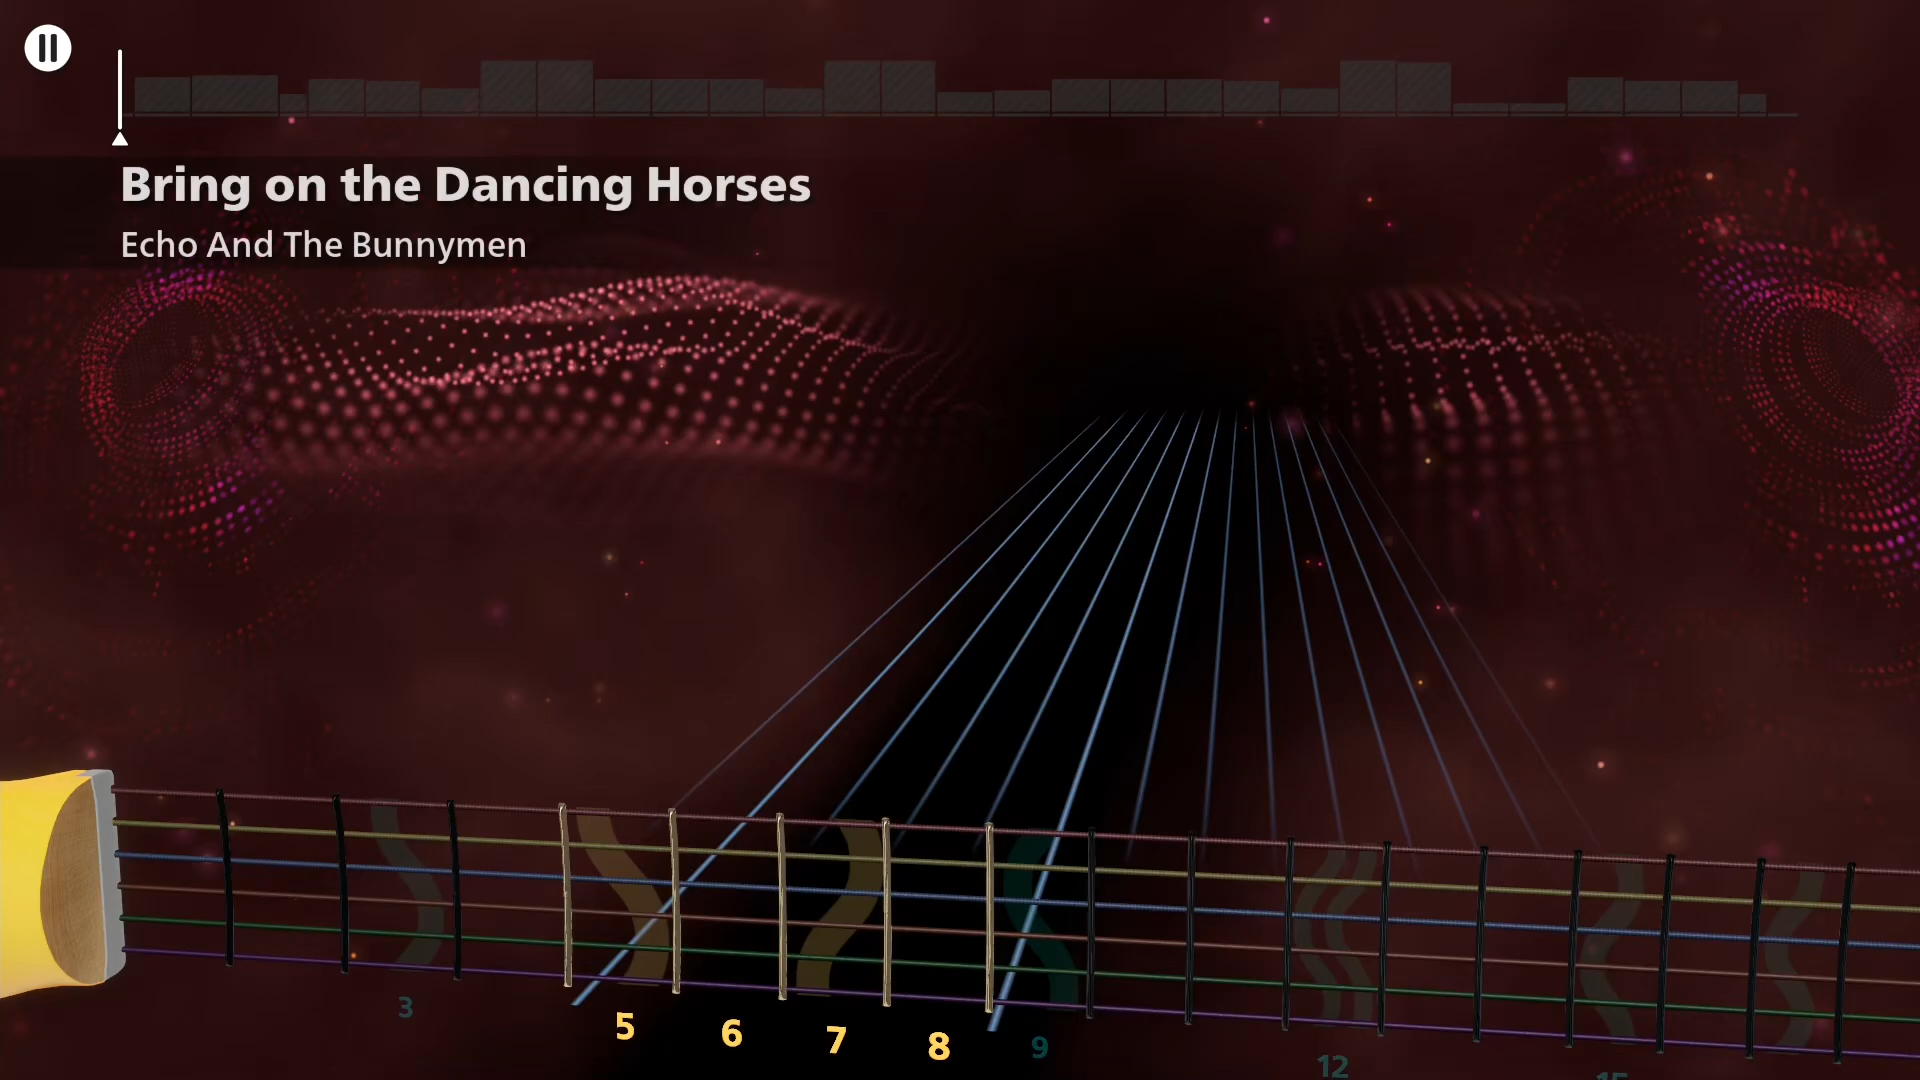 Bring on the Dancing Horses
Echo And The Bunnymen
3 5 6 7 8 9 12